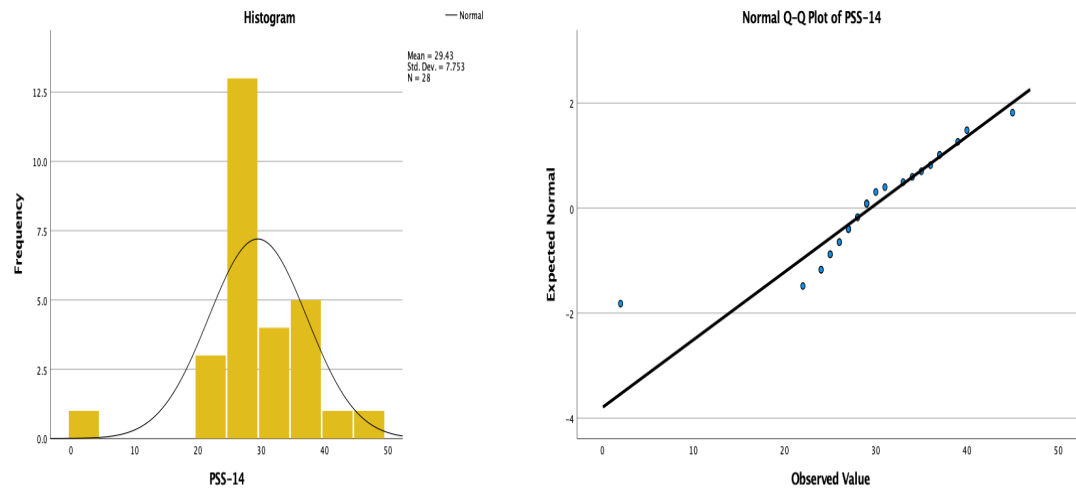 Histogram
Normal
Mean = 29.43
Std. Dev. = 7.753
N = 28
12.5
10.0
7.5
5.0
2.5
0.0
Frequency
0 10 20 30 40 50
PSS-14
Normal Q-Q Plot of PSS-14
2
0
-2
-4
Expected Normal
0 10 20 30 40 50
Observed Value